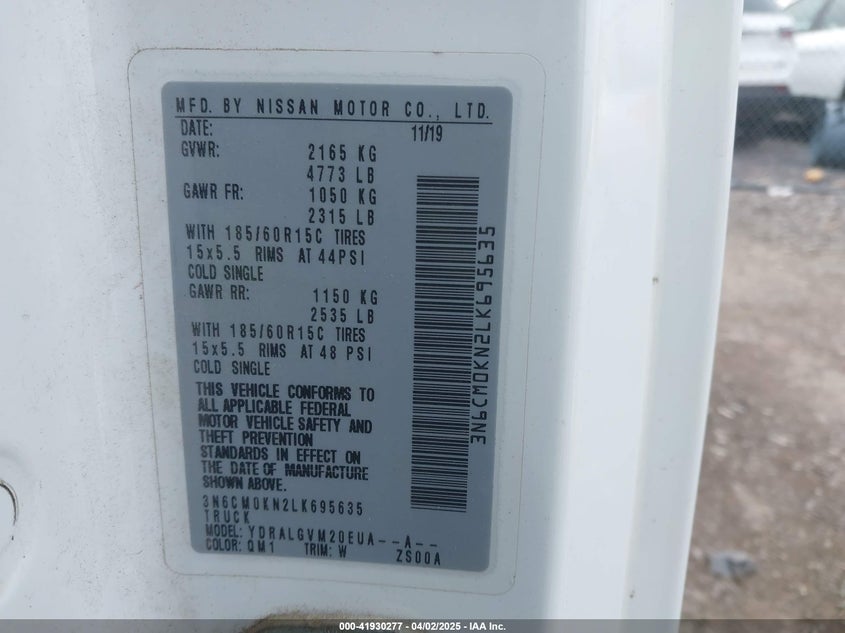 MFD. BY NISSAN MOTOR CO., LTD.
DATE: 11/19
GVWR: 2165 KG
4773 LB
GAWR FR: 1050 KG
2315 LB
WITH 185/60R15C TIRES
15x5.5 RIMS AT 44PSI
COLD SINGLE
GAWR RR: 1150 KG
2535 LB
WITH 185/60R15C TIRES
15x5.5 RIMS AT 48 PSI
COLD SINGLE
THIS VEHICLE CONFORMS TO
ALL APPLICABLE FEDERAL
MOTOR VEHICLE SAFETY AND
THEFT PREVENTION
STANDARDS IN EFFECT ON
THE DATE OF MANUFACTURE
SHOWN ABOVE.
3N6CM0KN2LK695635
TRUCK
MODEL: YDRALGVM20EUA--A--
COLOR: QM1 TRIM: W ZS00A
3N6CM0KN2LK695635
000-41930277 - 04/02/2025 - IAA Inc.